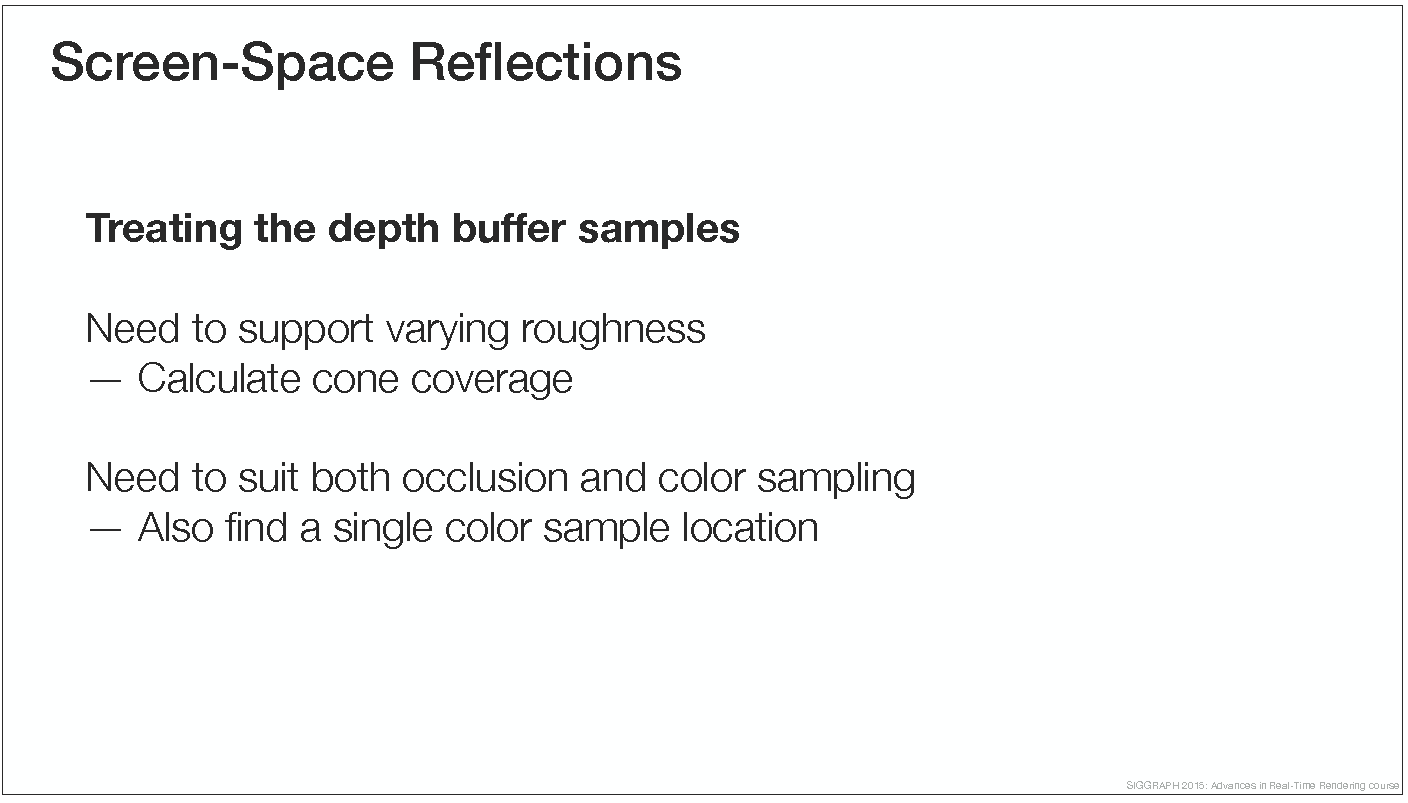 Screen-Space Reflections
Treating the depth buffer samples
Need to support varying roughness
— Calculate cone coverage
Need to suit both occlusion and color sampling
— Also find a single color sample location
SIGGRAPH 2015: Advances in Real-Time Rendering course